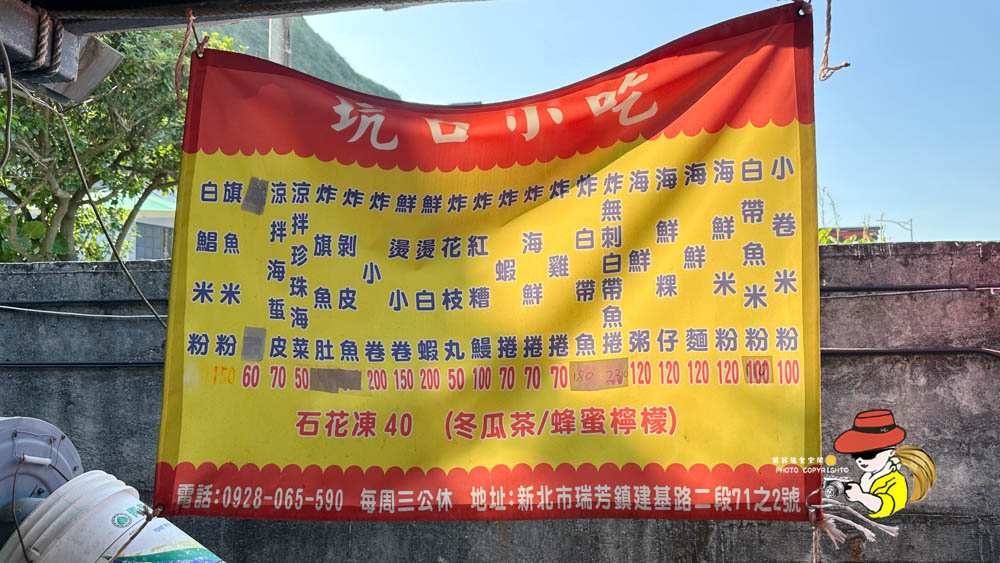 坑口小吃
小卷米粉 100
白帶魚米粉 100
海鮮米粉 120
海鮮麵 120
海鮮粿仔 120
海鮮粥 120
炸無刺白帶魚捲 230
炸白帶魚 180
炸雞捲 70
炸海鮮捲 70
炸蝦捲 70
炸紅糟鰻 100
炸花枝丸 50
鮮燙白蝦 200
鮮燙小卷 150
炸小卷 200
炸剝皮魚
炸旗魚肚
涼拌珍珠海菜 50
涼拌海蜇皮 70
60
旗魚米粉 150
白鯧米粉
石花凍40 (冬瓜茶/蜂蜜檸檬)
電話:0928-065-590 每周三公休 地址:新北市瑞芳鎮建基路二段71之2號
PHOTO COPYRIGHT©